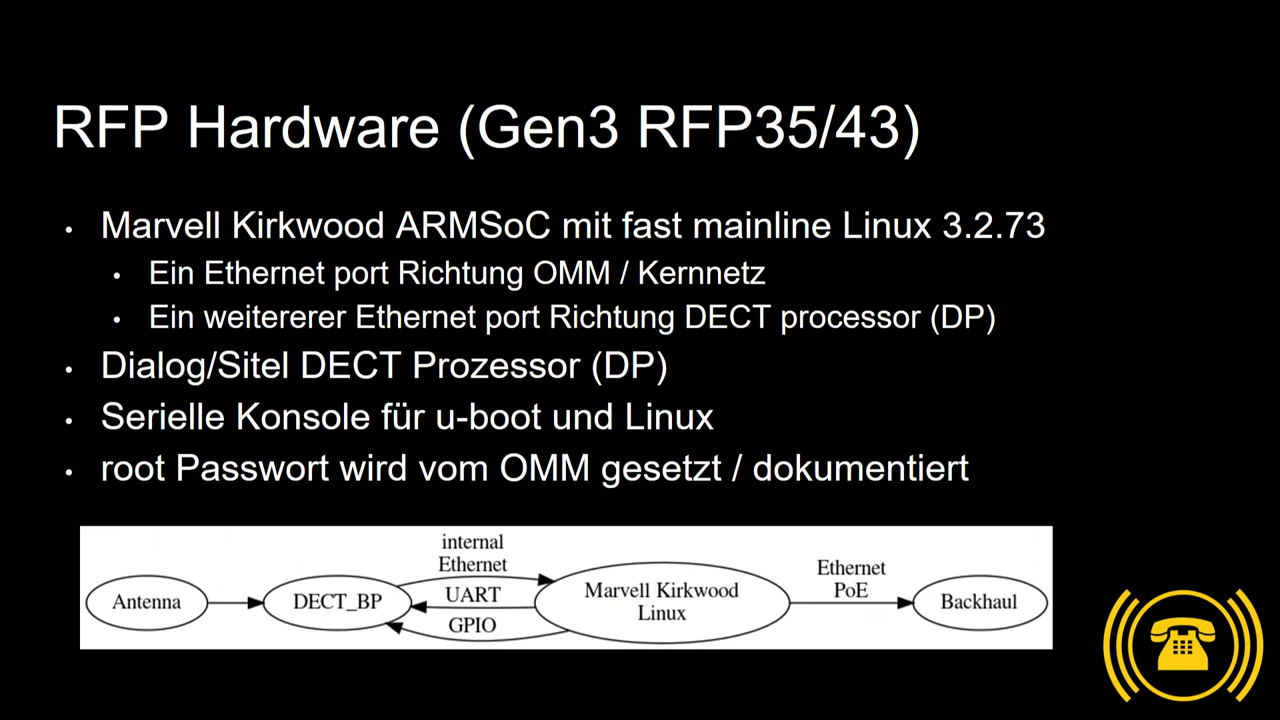 RFP Hardware (Gen3 RFP35/43)
• Marvell Kirkwood ARMSoC mit fast mainline Linux 3.2.73
• Ein Ethernet port Richtung OMM / Kernnetz
• Ein weitererer Ethernet port Richtung DECT processor (DP)
• Dialog/Sitel DECT Prozessor (DP)
• Serielle Konsole für u-boot und Linux
• root Passwort wird vom OMM gesetzt / dokumentiert
Antenna
DECT_BP
internal
Ethernet
UART
GPIO
Marvell Kirkwood
Linux
Ethernet
PoE
Backhaul